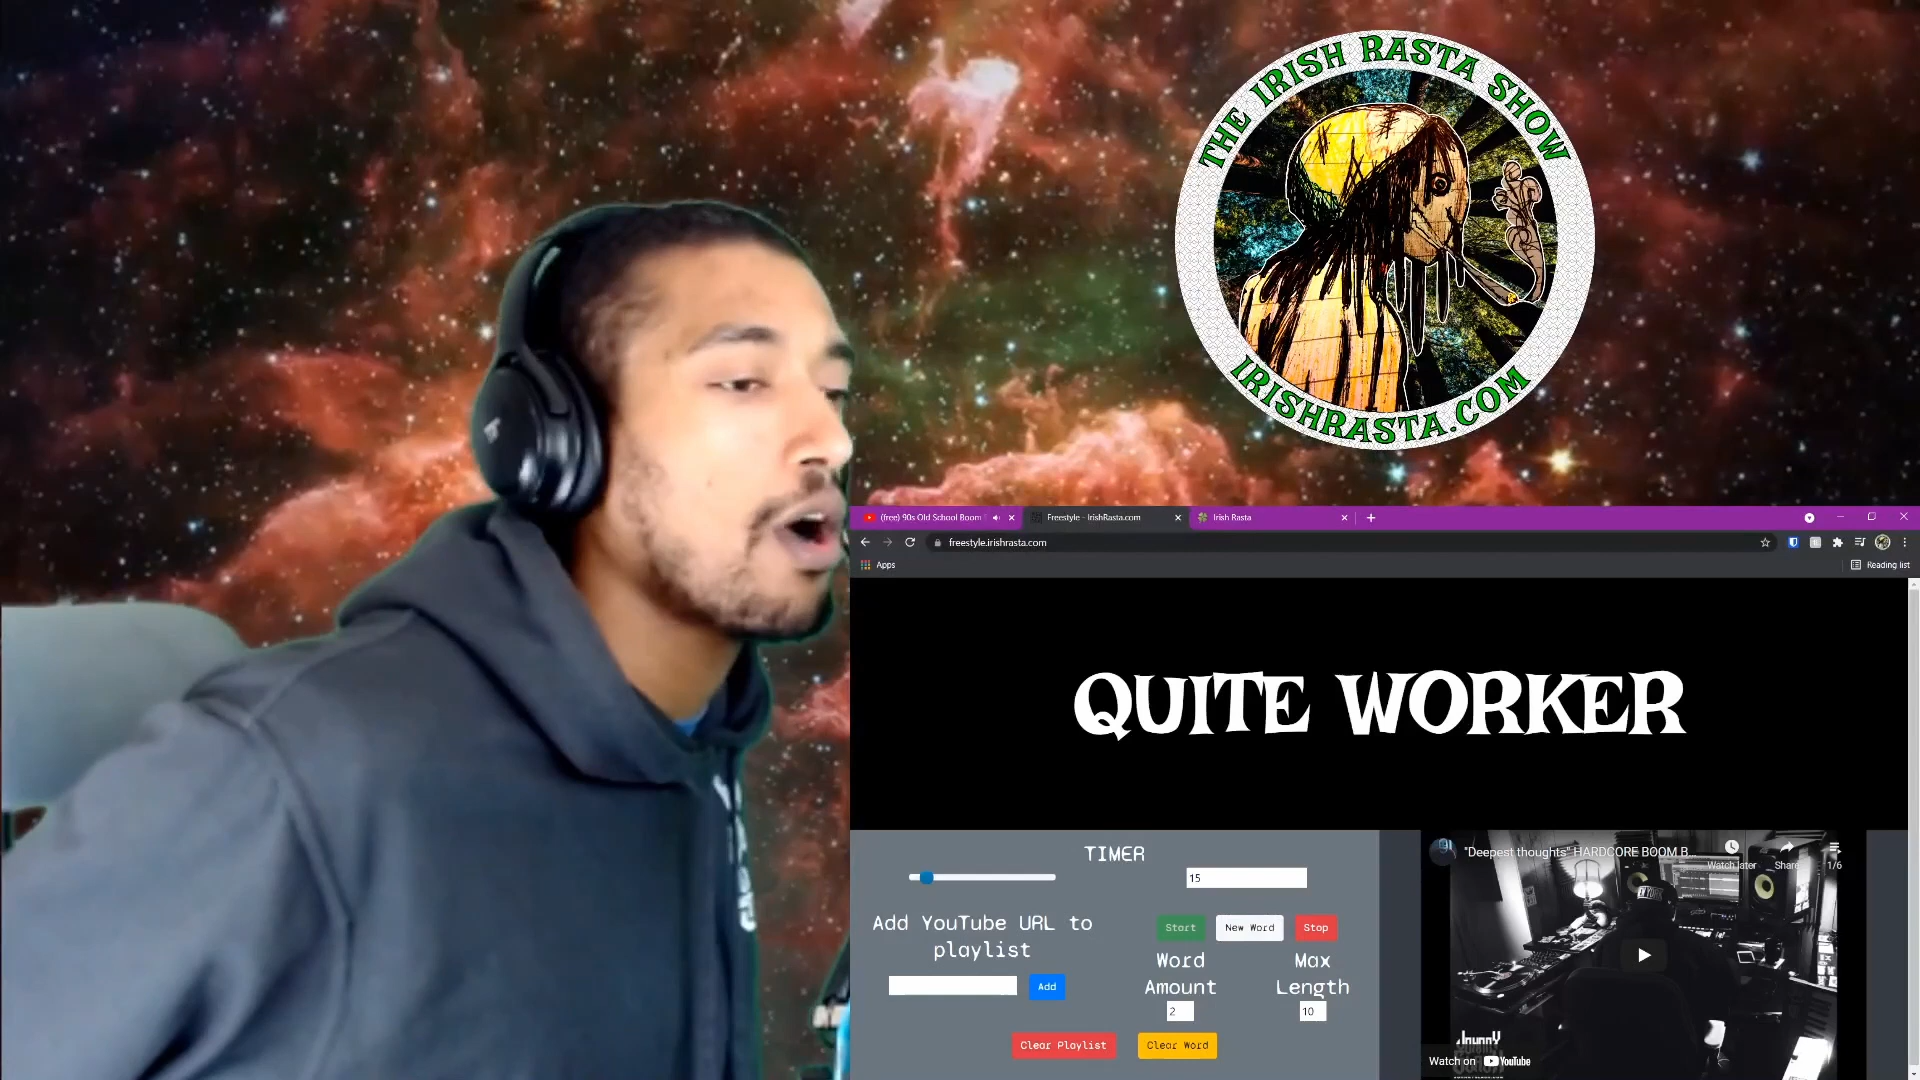 THE IRISH RASTA SHOW
IRISHRASTA.COM
(free) 90s Old School Boom
Freestyle - IrishRasta.com
Irish Rasta
freestyle.irishrasta.com
Apps
Reading list
QUITE WORKER
TIMER
15
Add YouTube URL to
playlist
Add
Start
New Word
Stop
Word
Amount
Max
Length
2
10
Clear Playlist
Clear Word
"Deepest thoughts" HARDCORE BOOM B...
Watch later
Share
1/6
Watch on YouTube